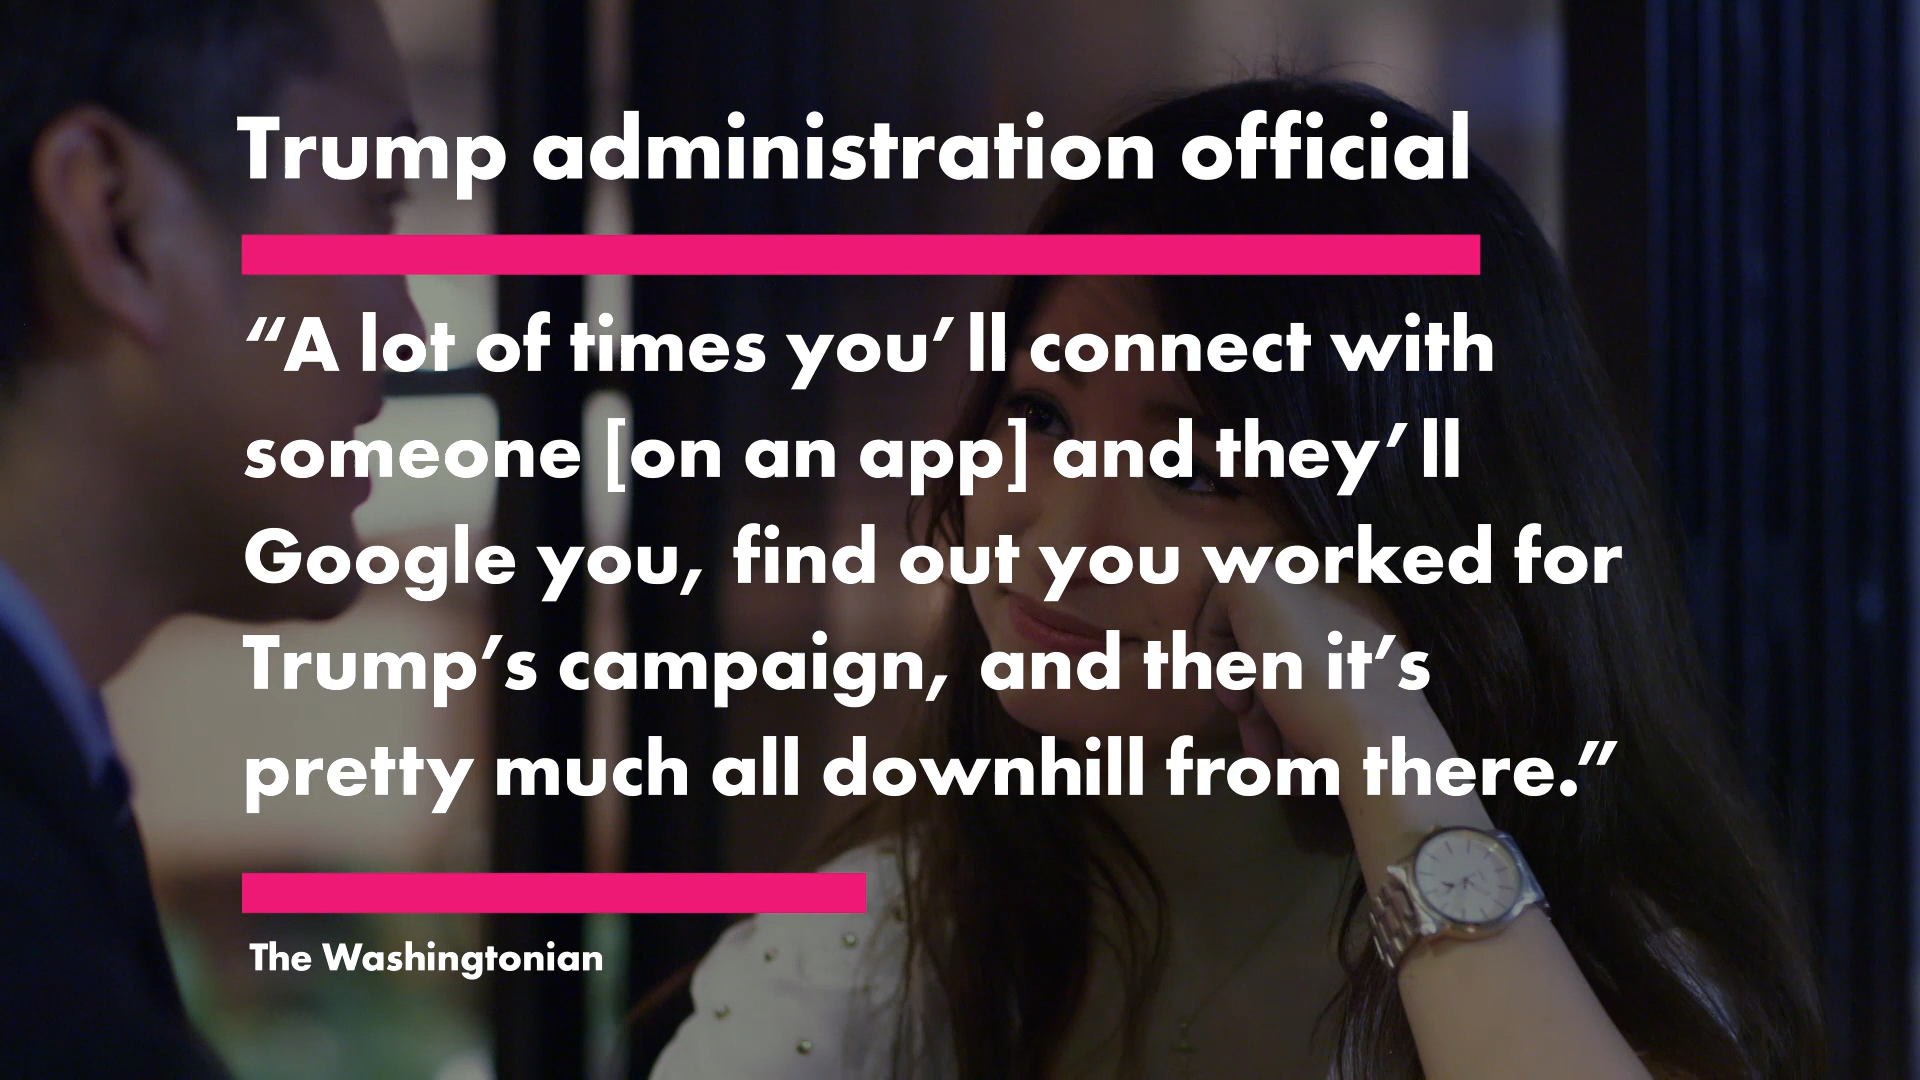 Trump administration official
“A lot of times you’ll connect with
someone [on an app] and they’ll
Google you, find out you worked for
Trump’s campaign, and then it’s
pretty much all downhill from there.”
The Washingtonian